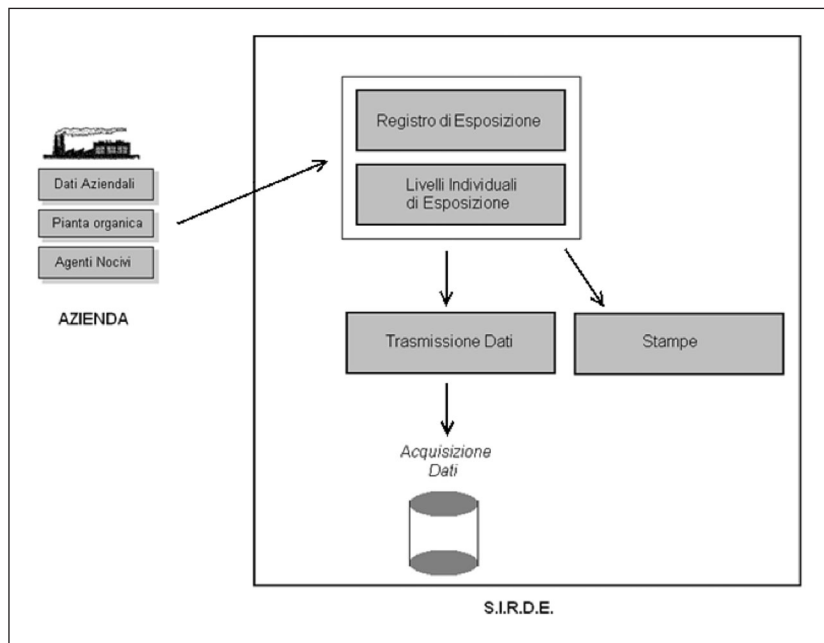 Registro di Esposizione
Livelli Individuali
di Esposizione
Dati Aziendali
Pianta organica
Agenti Nocivi
AZIENDA
Trasmissione Dati
Stampe
Acquisizione
Dati
S.I.R.D.E.